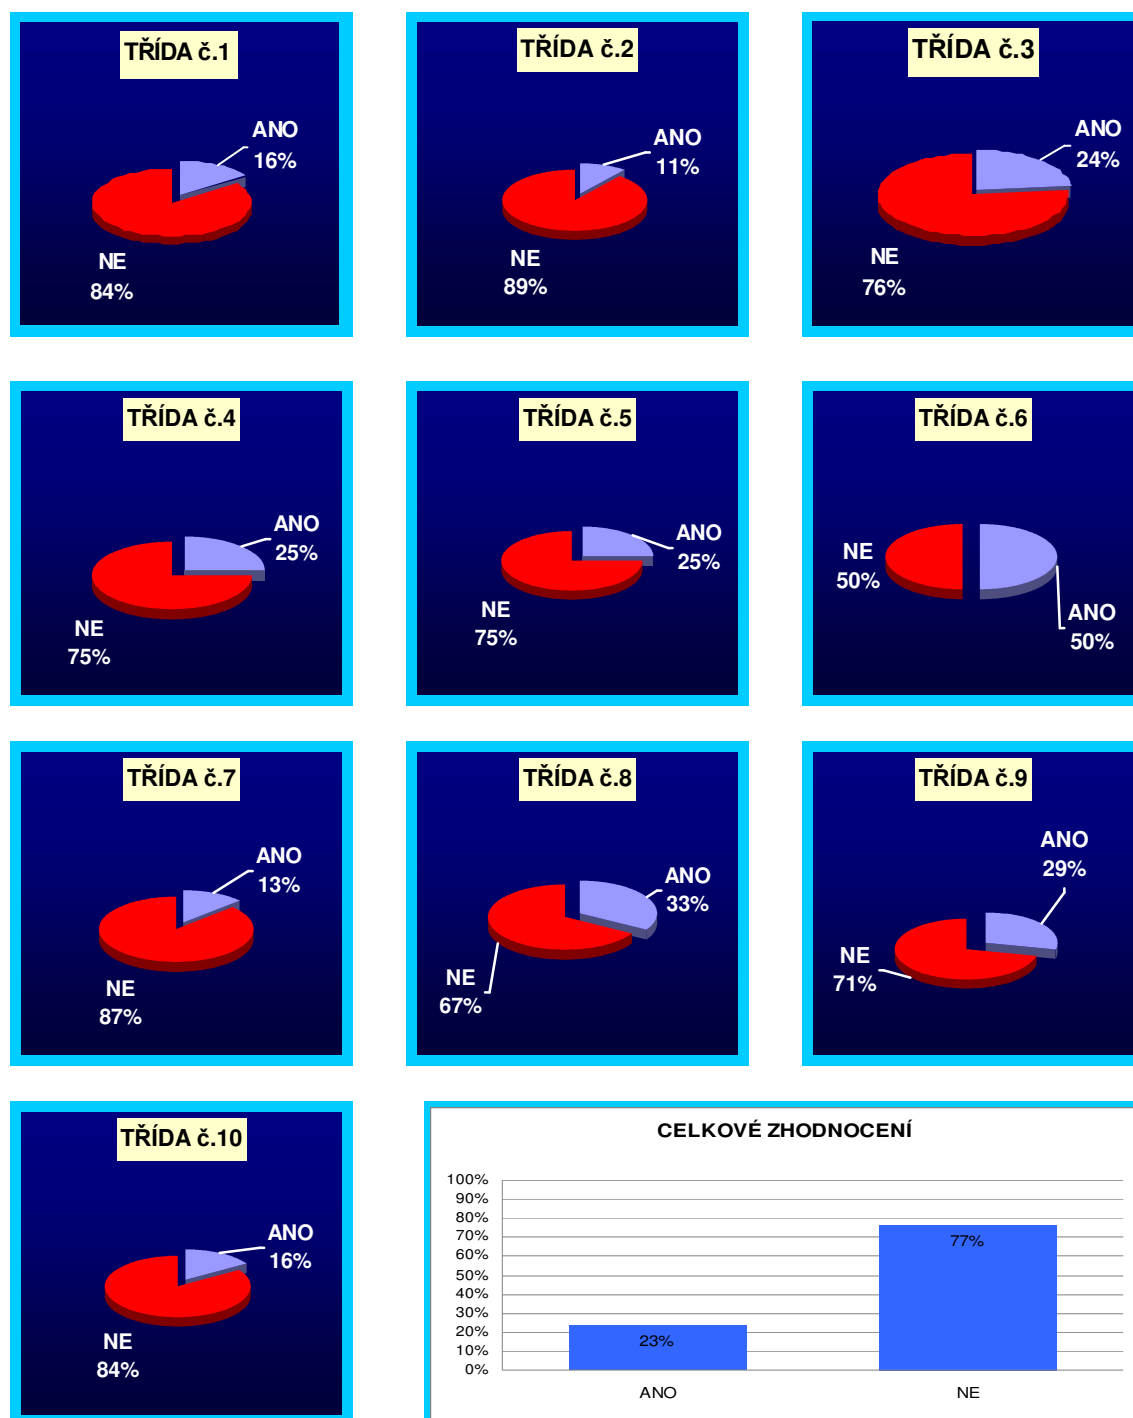 TŘÍDA č.1
ANO
16%
NE
84%
TŘÍDA č.2
ANO
11%
NE
89%
TŘÍDA č.3
ANO
24%
NE
76%
TŘÍDA č.4
ANO
25%
NE
75%
TŘÍDA č.5
ANO
25%
NE
75%
TŘÍDA č.6
NE
50%
ANO
50%
TŘÍDA č.7
ANO
13%
NE
87%
TŘÍDA č.8
ANO
33%
NE
67%
TŘÍDA č.9
ANO
29%
NE
71%
TŘÍDA č.10
ANO
16%
NE
84%
CELKOVÉ ZHODNOCENÍ
100%
90%
80%
70%
60%
50%
40%
30%
20%
10%
0%
23%
77%
ANO
NE